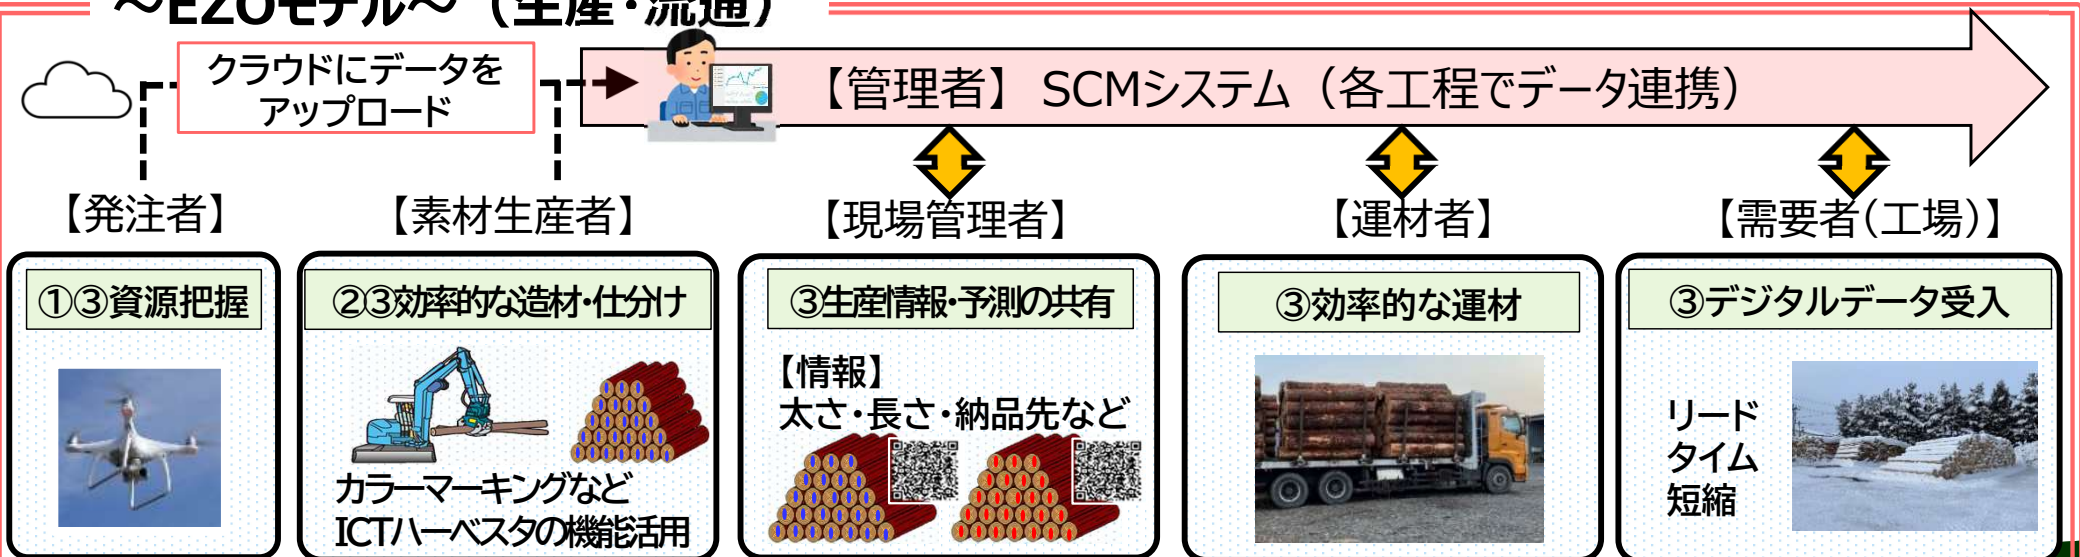 ～EZOモデル～（生産・流通）
クラウドにデータを
アップロード
【管理者】SCMシステム（各工程でデータ連携）
【発注者】
【素材生産者】
【現場管理者】
【運材者】
【需要者(工場)】
①③資源把握
②③効率的な造材・仕分け
カラーマーキングなど
ICTハーベスタの機能活用
③生産情報・予測の共有
【情報】
太さ・長さ・納品先など
③効率的な運材
③デジタルデータ受入
リード
タイム
短縮